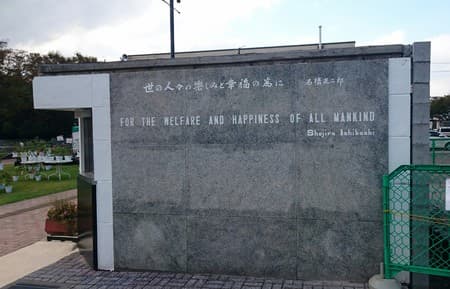 世の人々の楽しみと幸福の為に 石橋正二郎
FOR THE WELFARE AND HAPPINESS OF ALL MANKIND
Shojiro Ishibashi